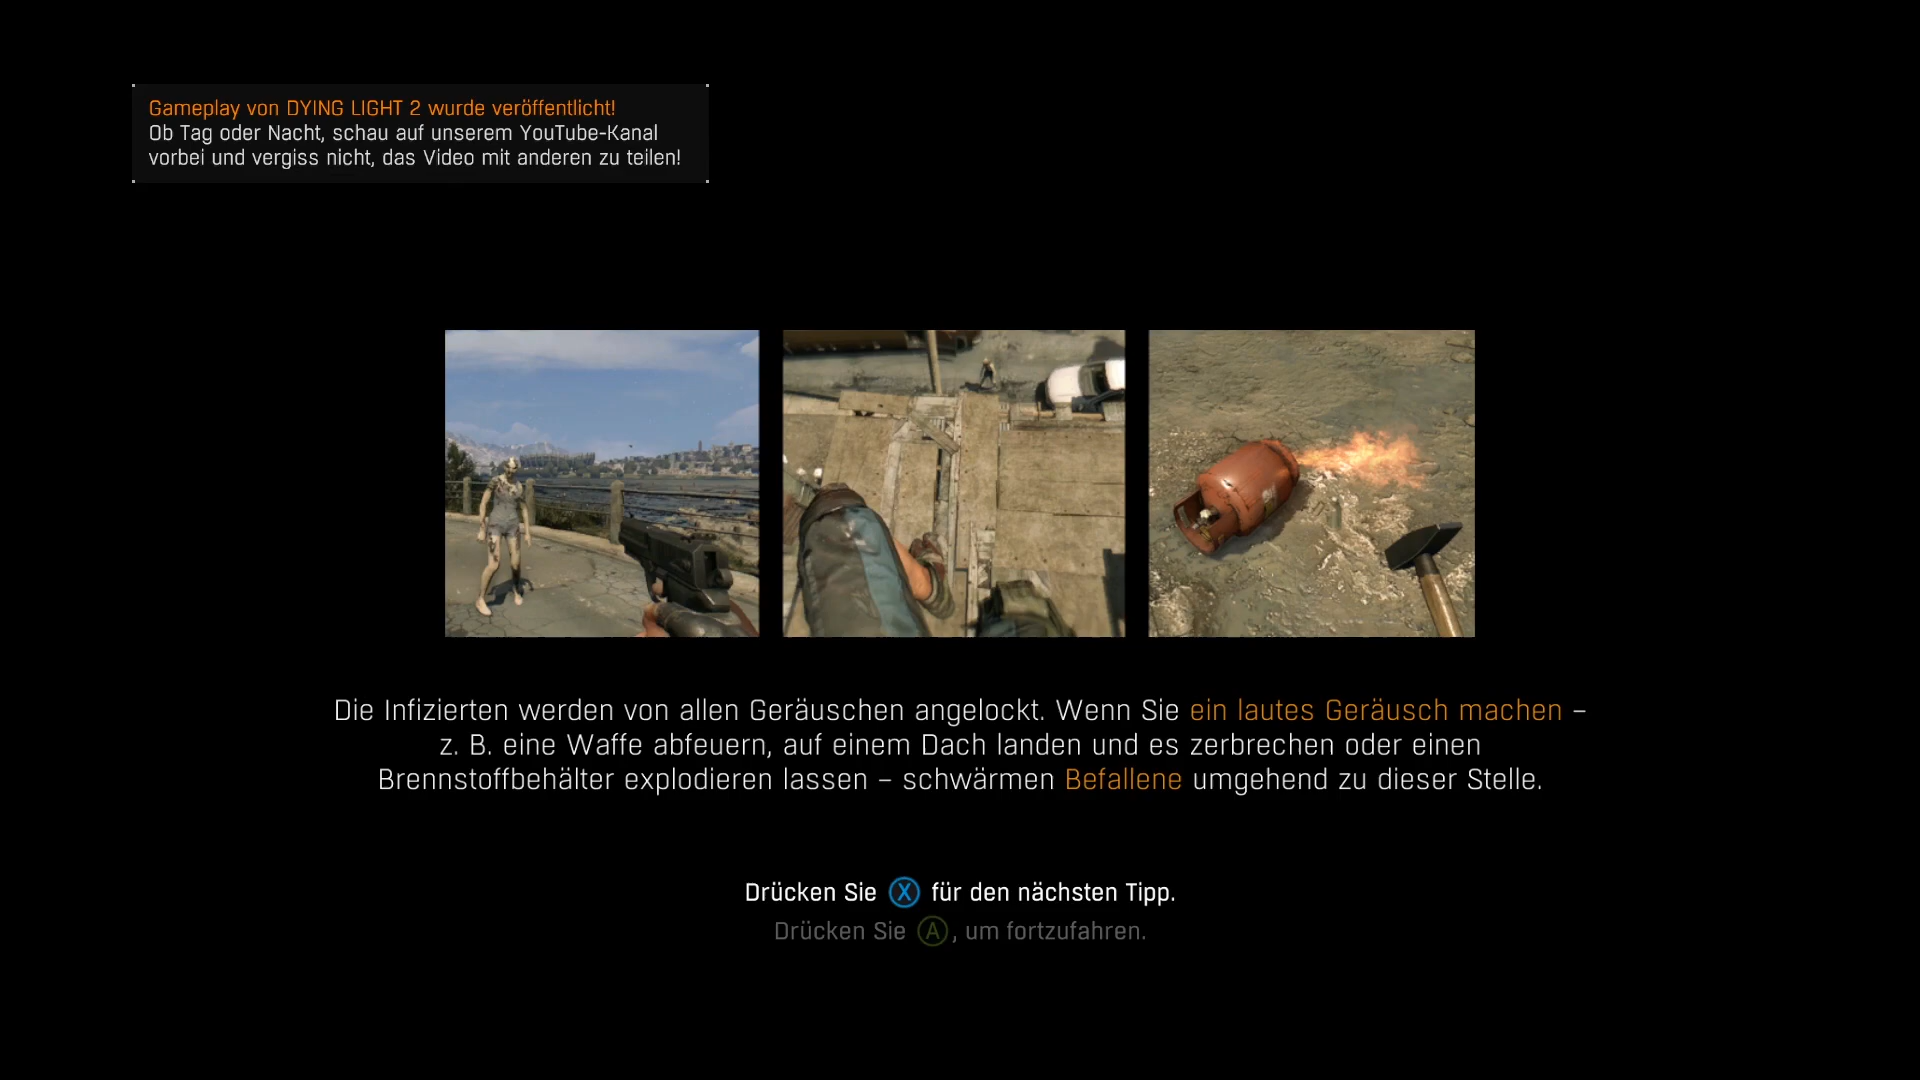 Gameplay von DYING LIGHT 2 wurde veröffentlicht!
Ob Tag oder Nacht, schau auf unserem YouTube-Kanal
vorbei und vergiss nicht, das Video mit anderen zu teilen!
Die Infizierten werden von allen Geräuschen angelockt. Wenn Sie ein lautes Geräusch machen –
z. B. eine Waffe abfeuern, auf einem Dach landen und es zerbrechen oder einen
Brennstoffbehälter explodieren lassen – schwärmen Befallene umgehend zu dieser Stelle.
Drücken Sie X für den nächsten Tipp.
Drücken Sie A, um fortzufahren.